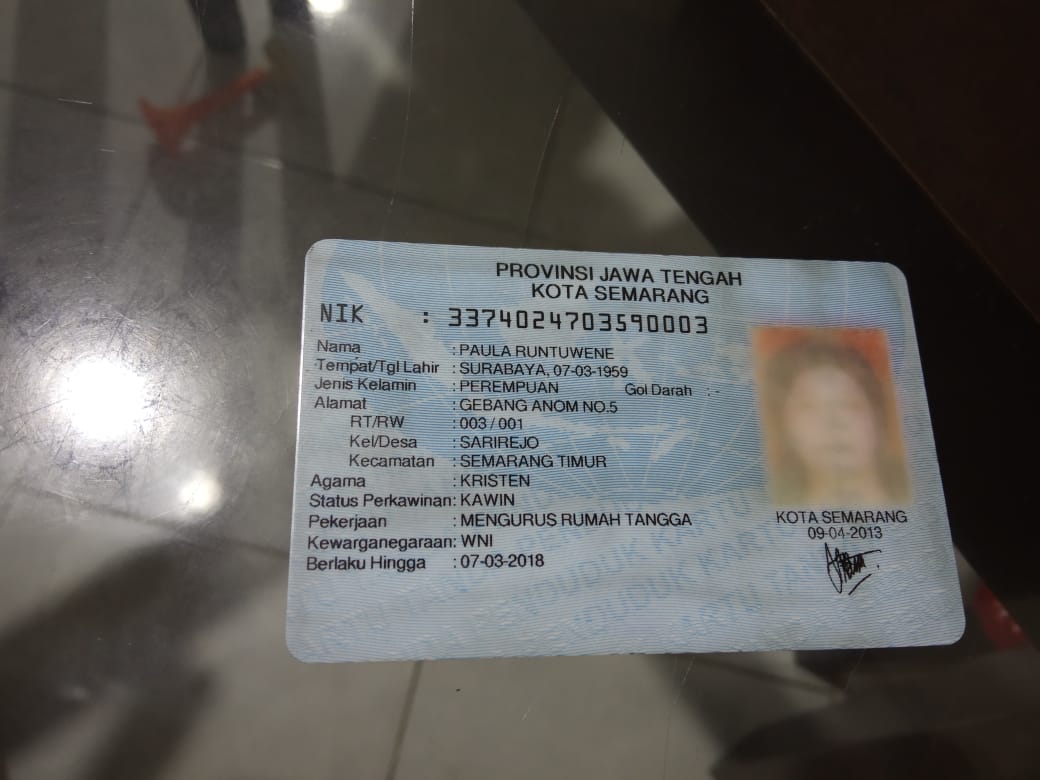 PROVINSI JAWA TENGAH
KOTA SEMARANG
NIK : 3374024703590003
Nama : PAULA RUNTUWENE
Tempat/Tgl Lahir : SURABAYA, 07-03-1959
Jenis Kelamin : PEREMPUAN Gol Darah : -
Alamat : GEBANG ANOM NO.5
RT/RW : 003 / 001
Kel/Desa : SARIREJO
Kecamatan : SEMARANG TIMUR
Agama : KRISTEN
Status Perkawinan: KAWIN
Pekerjaan : MENGURUS RUMAH TANGGA
Kewarganegaraan: WNI
Berlaku Hingga : 07-03-2018
KOTA SEMARANG
09-04-2013